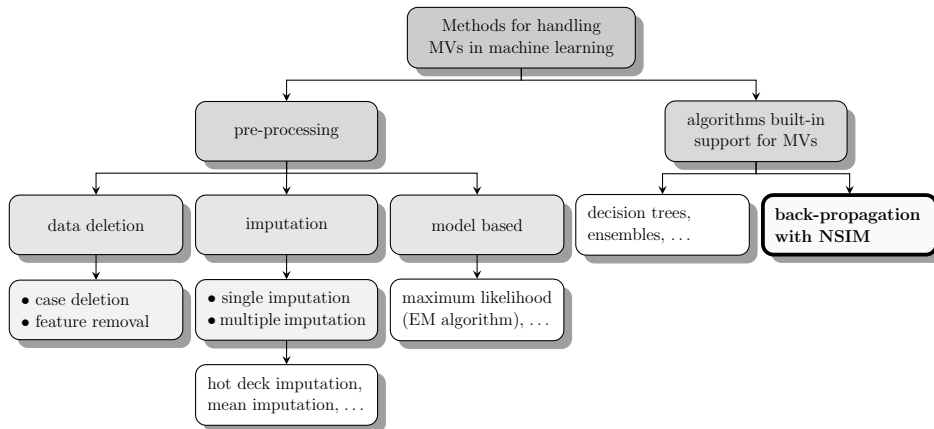 Methods for handling
MVs in machine learning
pre-processing
algorithms built-in
support for MVs
data deletion
imputation
model based
decision trees,
ensembles, . . .
back-propagation
with NSIM
• case deletion
• feature removal
• single imputation
• multiple imputation
maximum likelihood
(EM algorithm), . . .
hot deck imputation,
mean imputation, . . .